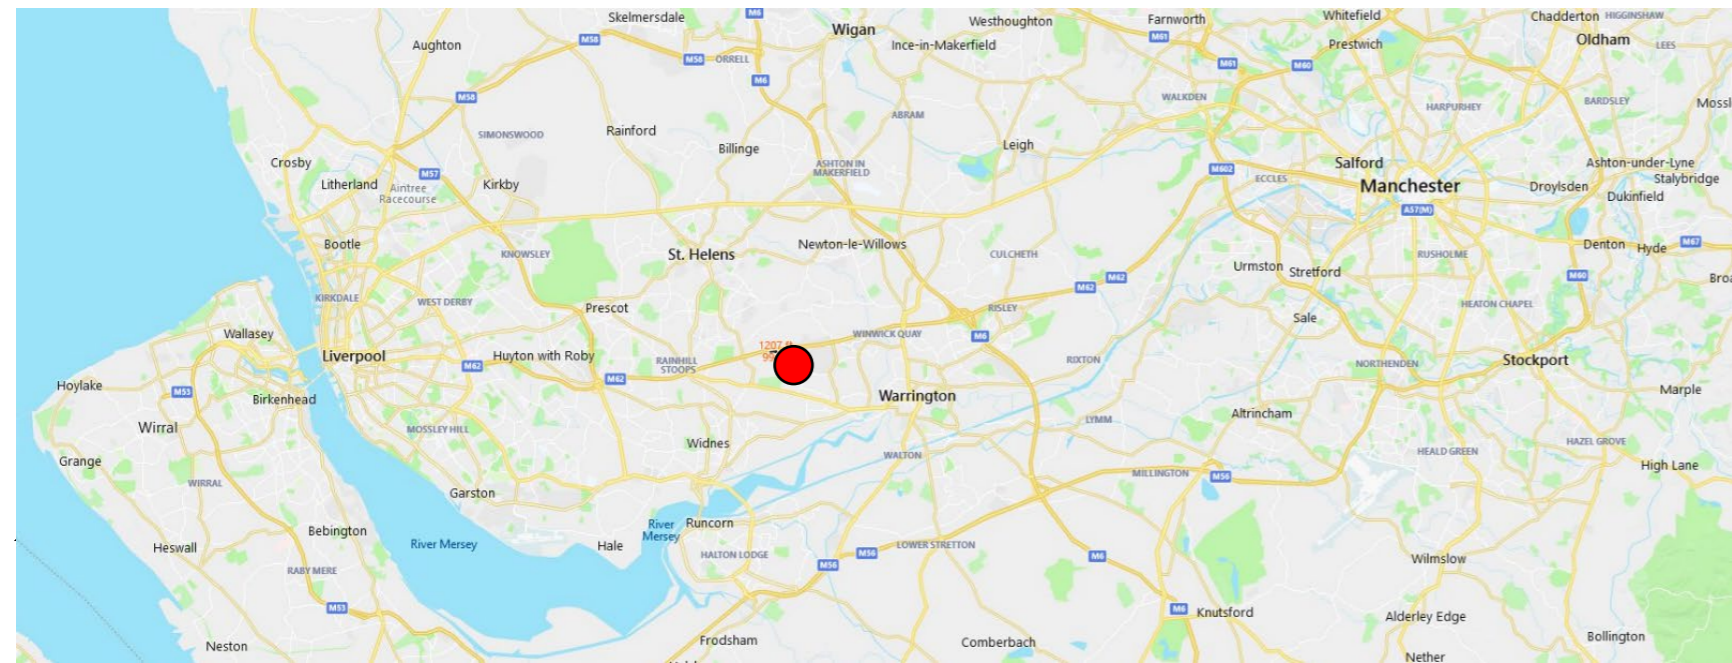 Skelmersdale
M6
Wigan
Westhoughton
Farnworth
Whitefield
Chadderton
HIGGINSHAW
Aughton
M58
Ince-in-Makerfield
M61
Prestwich
Oldham
LEES
M58
ORRELL
M6
M61
M60
M58
WALKDEN
HARPURHEY
BARDSLEY
Mossl
SIMONSWOOD
Rainford
ABRAM
Billinge
Leigh
Crosby
ASHTON IN
MAKERFIELD
Salford
Ashton-under-Lyne
M57
M602
ECCLES
Stalybridge
Litherland
Aintree
Racecourse
Kirkby
Manchester
Droylsden
Dukinfield
A57(M)
Bootle
KNOWSLEY
St. Helens
Newton-le-Willows
CULCHETH
RUSHOLME
Denton
Hyde
M67
Urmston
Stretford
M62
M60
Bro
M62
KIRKDALE
WEST DERBY
Prescot
RISLEY
HEATON CHAPEL
Sale
Wallasey
WINWICK QUAY
M6
1207 ft
Liverpool
Huyton with Roby
RAINHILL
STOOPS
RIXTON
NORTHENDEN
Stockport
M62
M62
Hoylake
M53
Birkenhead
Warrington
Marple
Wirral
MOSSLEY HILL
Widnes
LYMM
Altrincham
HAZEL GROVE
Grange
WALTON
HEALD GREEN
High Lane
WIRRAL
MILLINGTON
M56
Garston
Bebington
River Mersey
River
Mersey
Runcorn
Heswall
Hale
HALTON LODGE
M56
LOWER STRETTON
M6
Wilmslow
RABY MERE
M56
M53
M6
Knutsford
Alderley Edge
Neston
Frodsham
Comberbach
Bollington
Nether